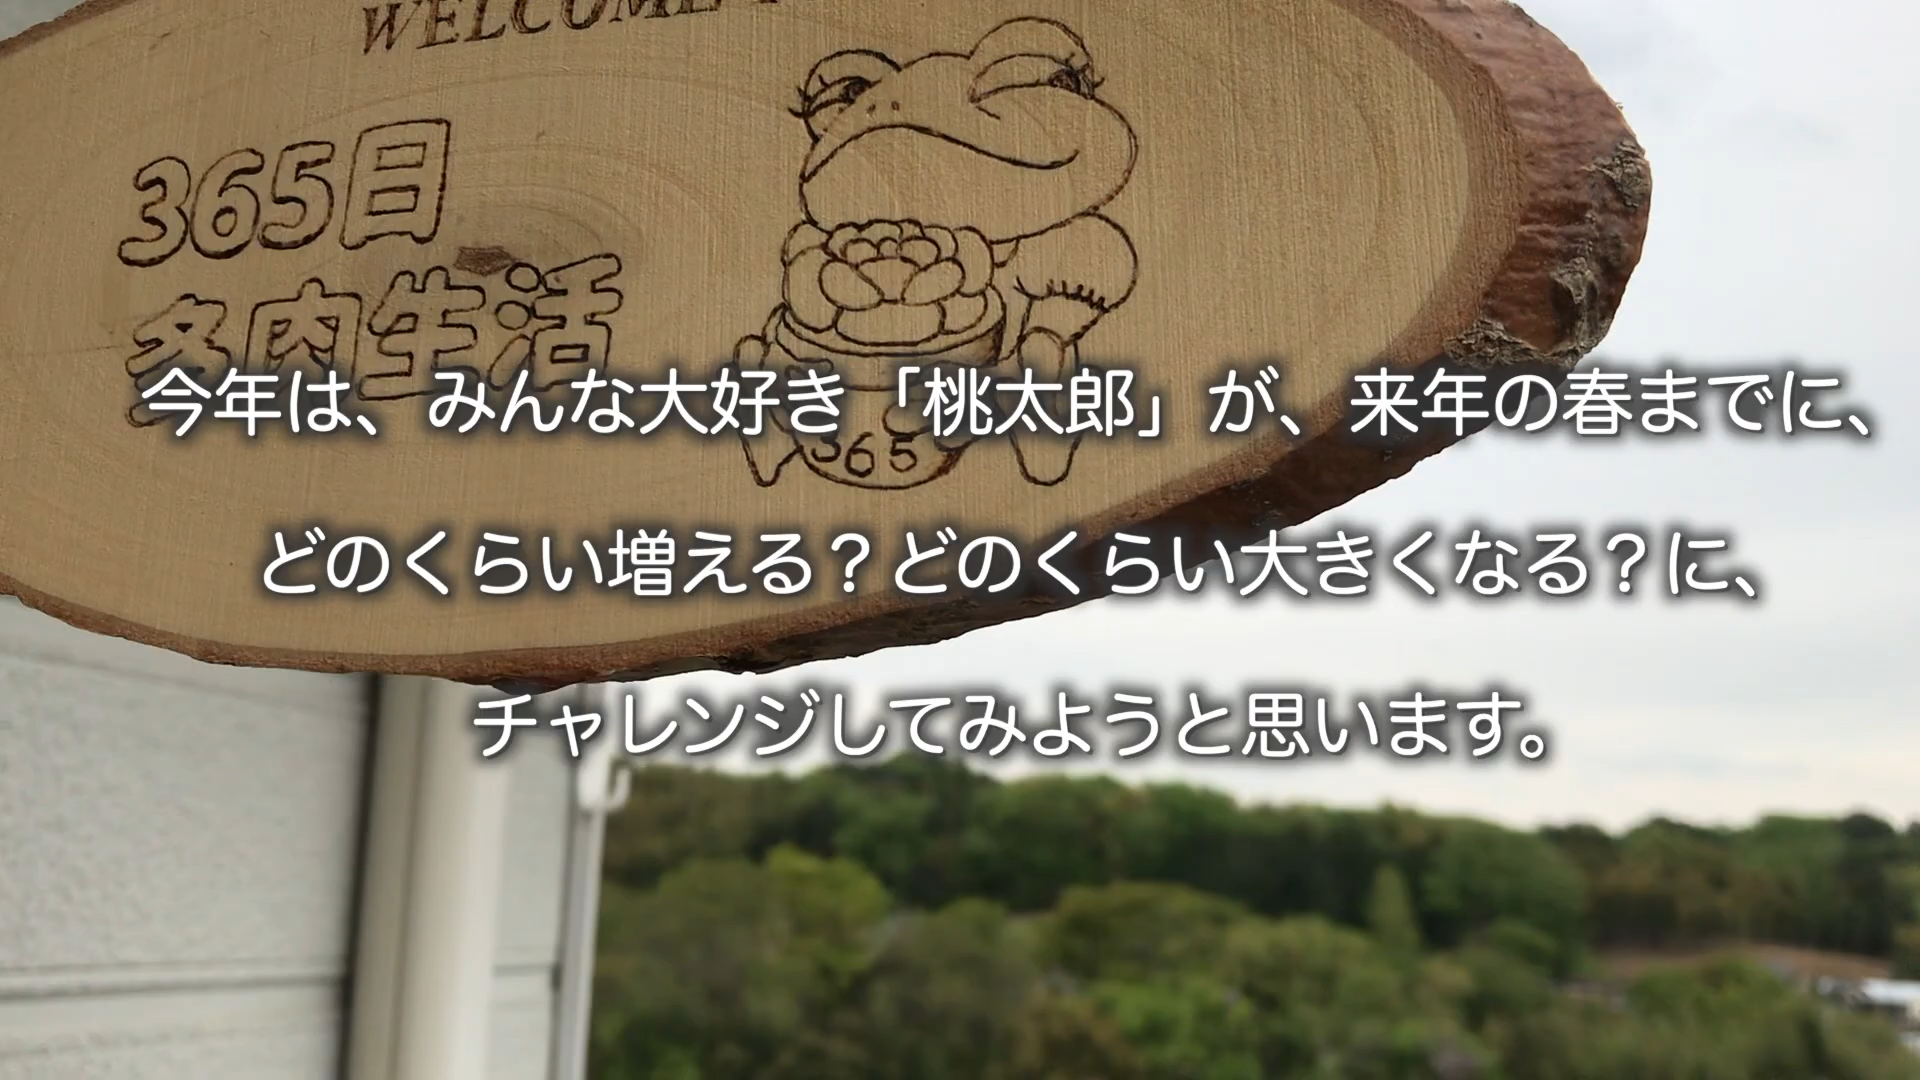 WELCOME
365日
多肉生活
365
今年は、みんな大好き「桃太郎」が、来年の春までに、
どのくらい増える？どのくらい大きくなる？に、
チャレンジしてみようと思います。